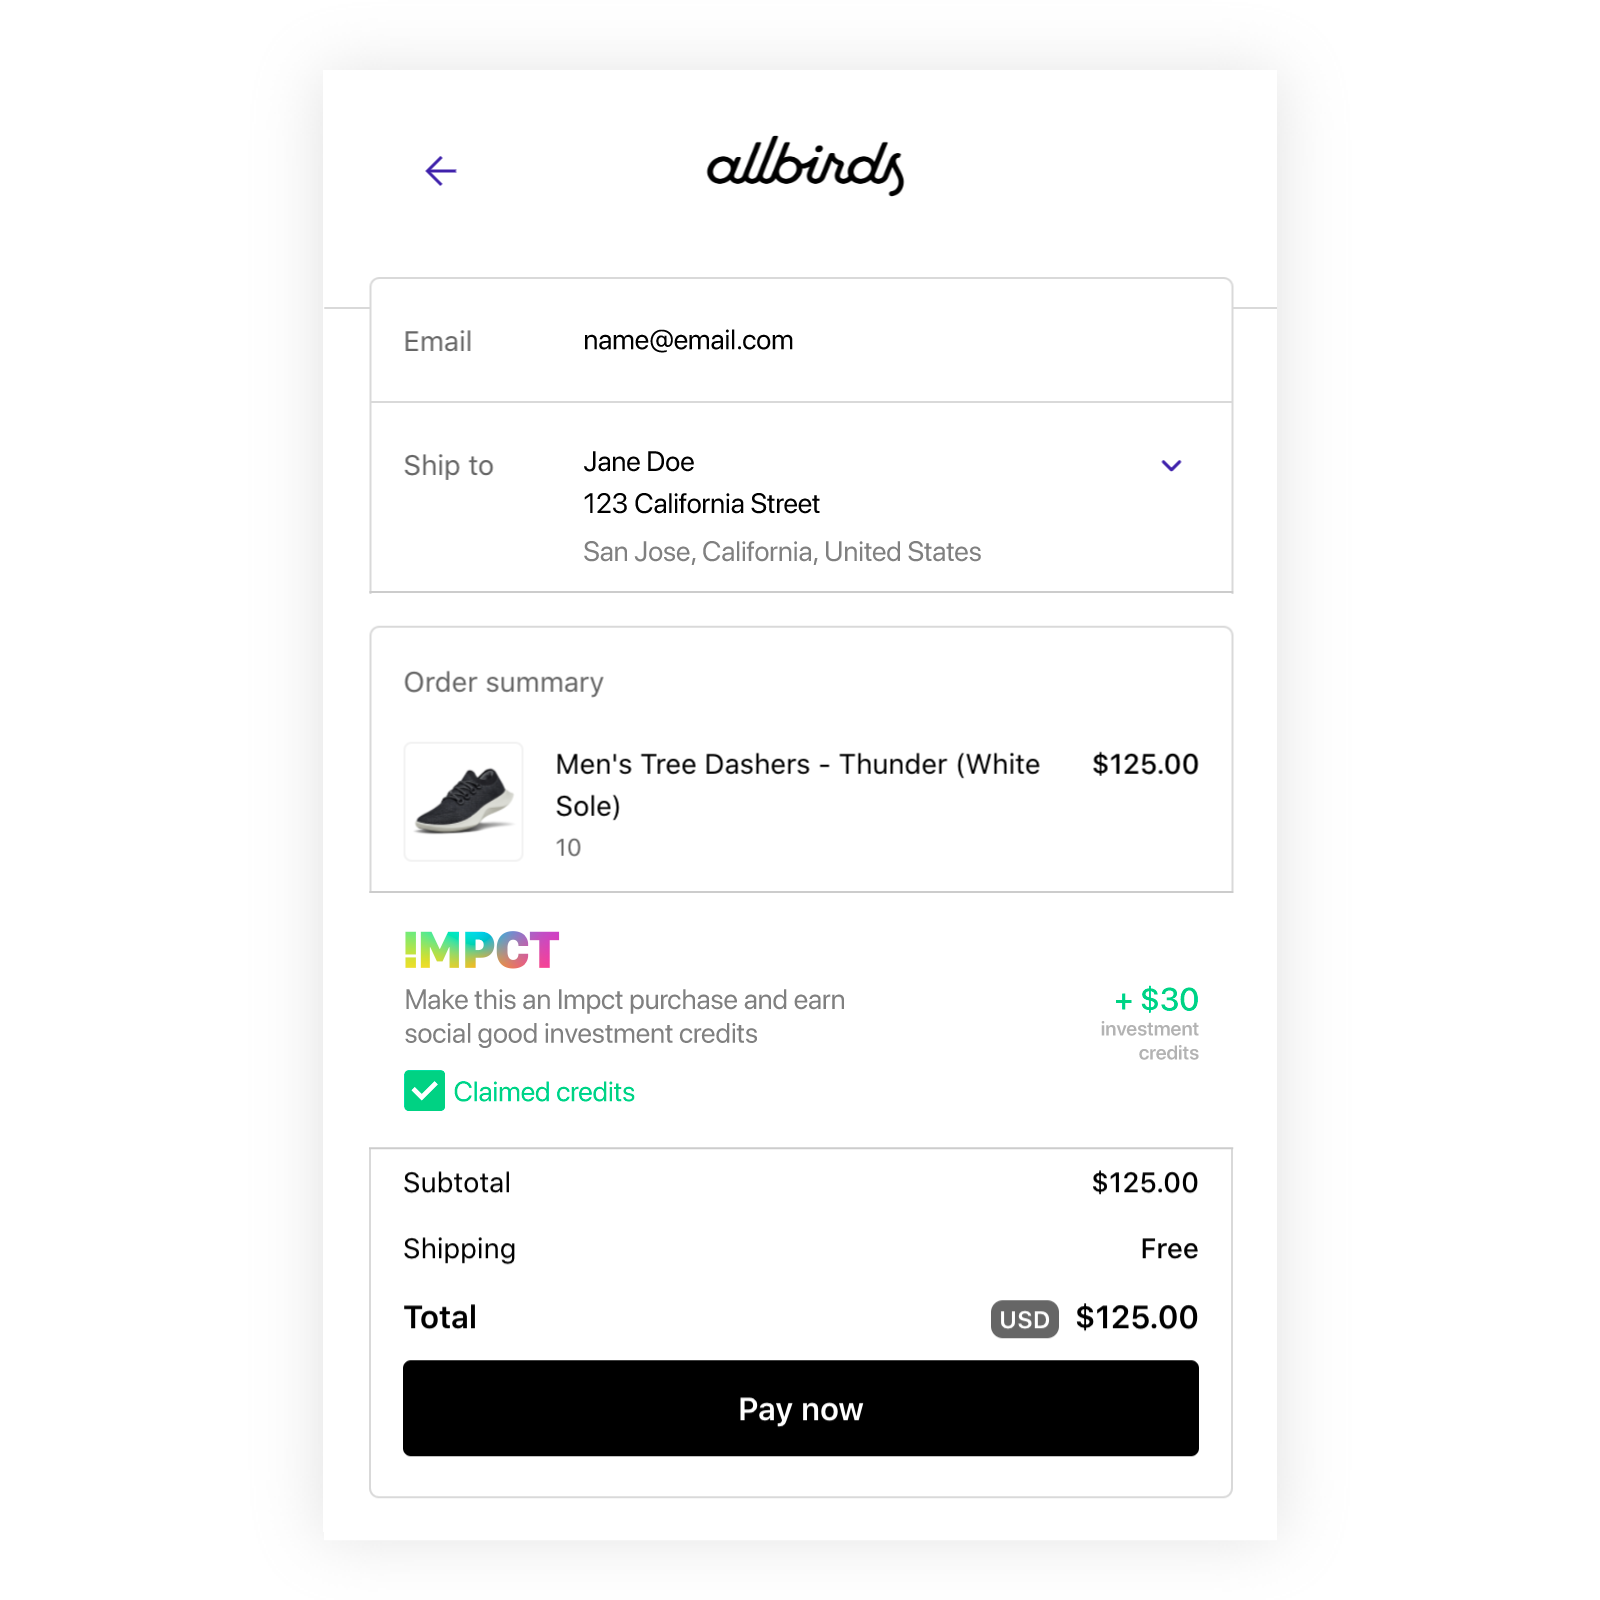 allbirds
Email
name@email.com
Ship to
Jane Doe
123 California Street
San Jose, California, United States
Order summary
Men's Tree Dashers - Thunder (White
Sole)
$125.00
10
!MPCT
Make this an Impct purchase and earn
social good investment credits
+ $30
investment
credits
Claimed credits
Subtotal
$125.00
Shipping
Free
Total
USD $125.00
Pay now